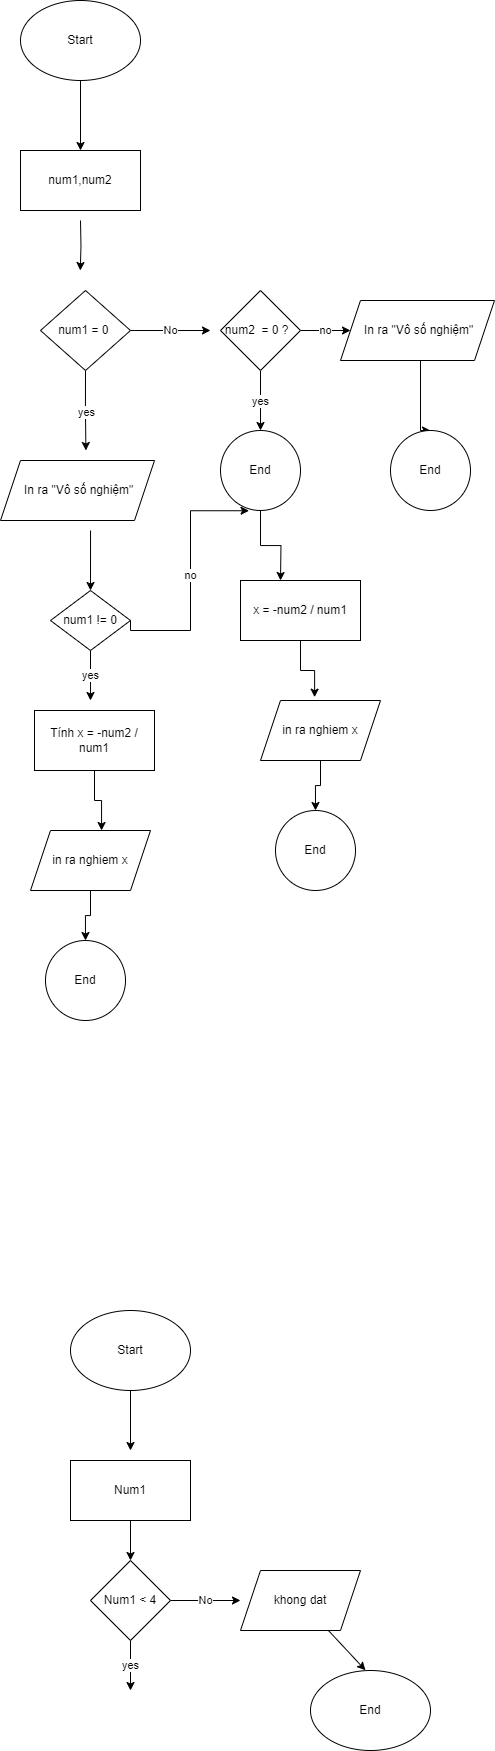 Start
num1,num2
num1 = 0
No
num2  = 0 ?
no
In ra "Vô số nghiệm"
yes
yes
End
End
In ra "Vô số nghiệm"
no
num1 != 0
x = -num2 / num1
yes
Tính x = -num2 /
num1
in ra nghiem x
in ra nghiem x
End
End
Start
Num1
Num1 < 4
No
khong dat
yes
End